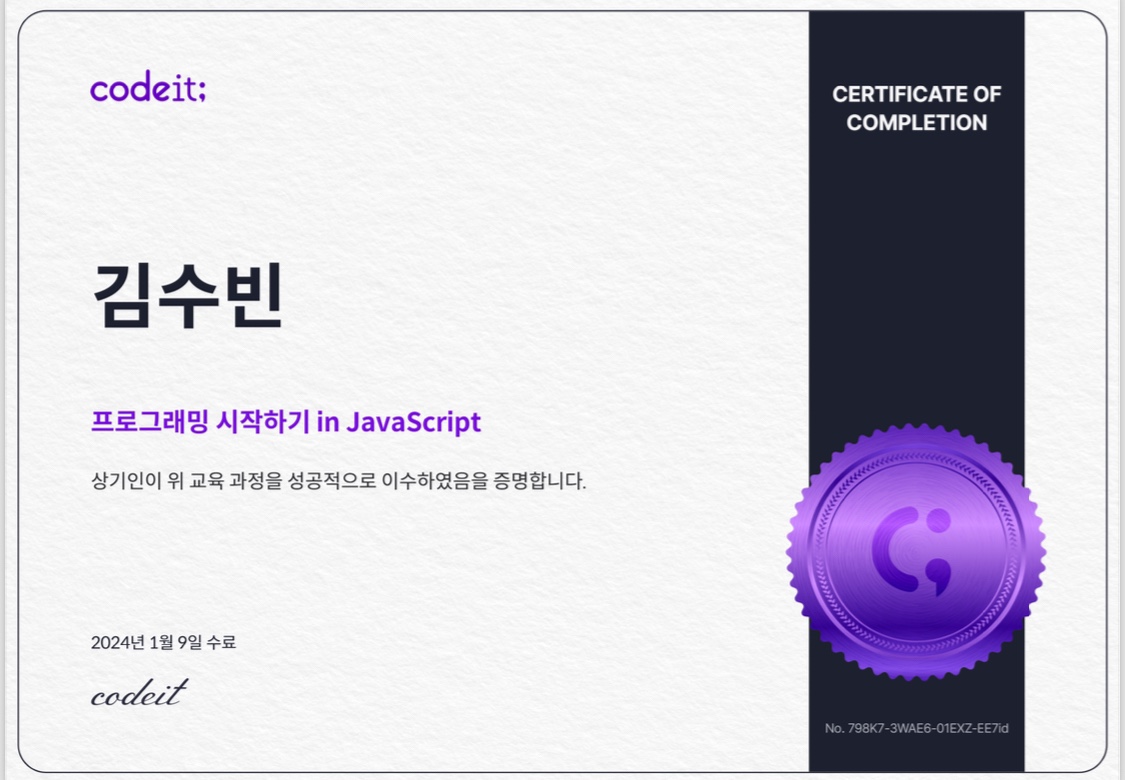 codeit;
CERTIFICATE OF
COMPLETION
김수빈
프로그래밍 시작하기 in JavaScript
상기인이 위 교육 과정을 성공적으로 이수하였음을 증명합니다.
2024년 1월 9일 수료
codeit
No. 798K7-3WAE6-01EXZ-EE7id